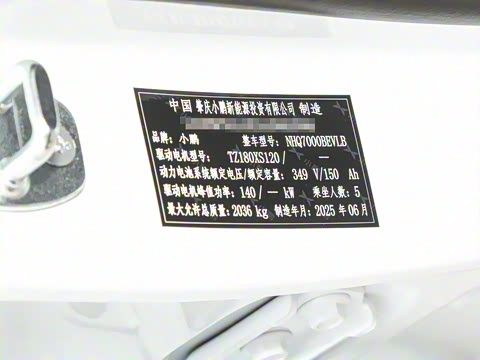 中国 肇庆小鹏新能源投资有限公司 制造
品牌: 小鹏 整车型号: NHQ7000BEVLB
驱动电机型号: TZ180XS120/ —
动力电池系统额定电压/额定容量: 349 V/150 Ah
驱动电机峰值功率: 140/— kW 乘坐人数: 5
最大允许总质量: 2036 kg 制造年月: 2025 年 06 月